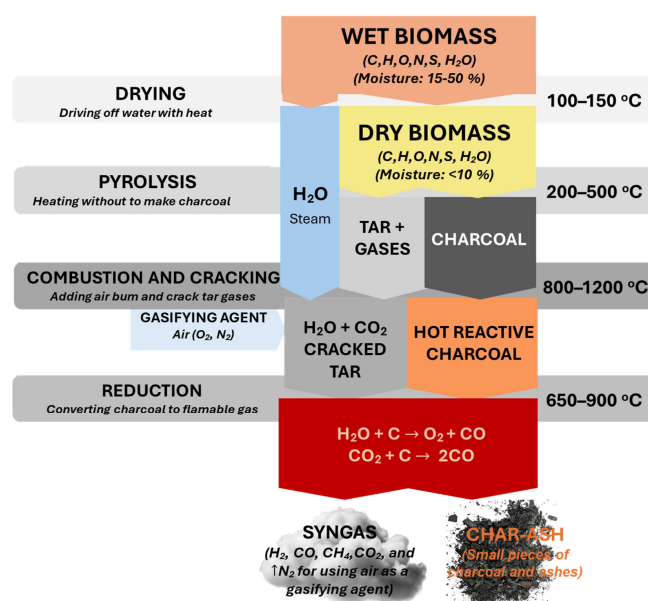 WET BIOMASS
(C,H,O,N,S, H₂O)
(Moisture: 15-50 %)
DRYING
Driving off water with heat
100–150 °C
DRY BIOMASS
(C,H,O,N,S, H₂O)
(Moisture: <10 %)
PYROLYSIS
Heating without to make charcoal
200–500 °C
H₂O
Steam
TAR +
GASES
CHARCOAL
COMBUSTION AND CRACKING
Adding air bum and crack tar gases
800–1200 °C
GASIFYING AGENT
Air (O₂, N₂)
H₂O + CO₂
CRACKED
TAR
HOT REACTIVE
CHARCOAL
REDUCTION
Converting charcoal to flamable gas
650–900 °C
H₂O + C → O₂ + CO
CO₂ + C → 2CO
SYNGAS
(H₂, CO, CH₄,CO₂, and
↑N₂ for using air as a
gasifying agent)
CHAR-ASH
(Small pieces of
charcoal and ashes)